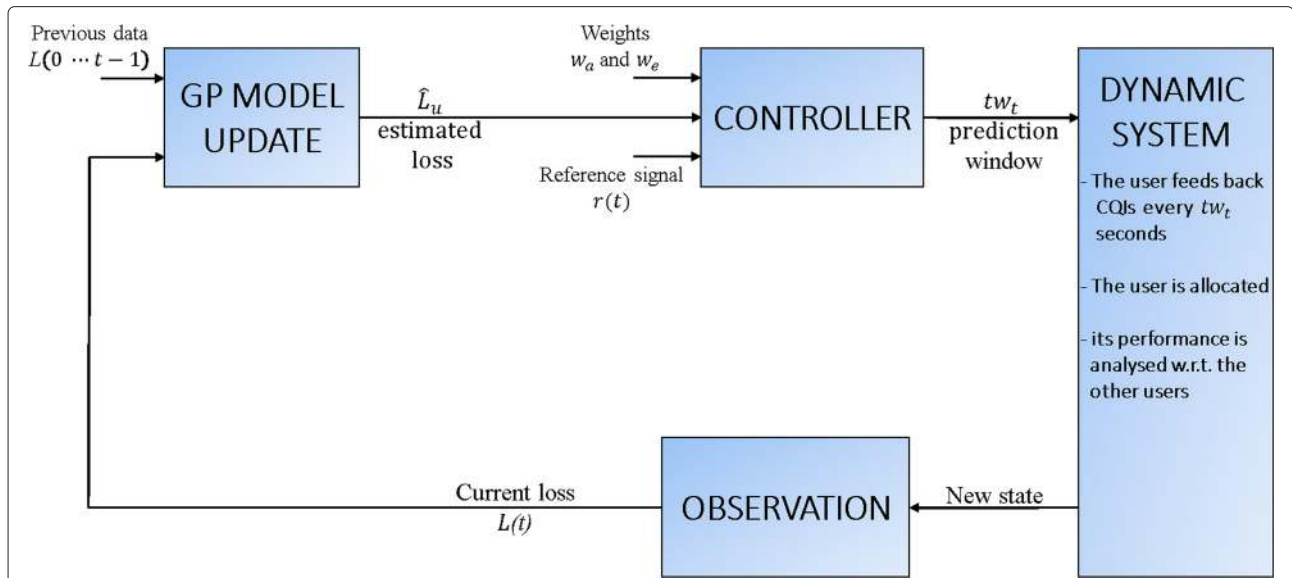 Previous data
L(0 ⋯ t − 1)
GP MODEL
UPDATE
L̂ᵤ
estimated
loss
Weights
wₐ and wₑ
Reference signal
r(t)
CONTROLLER
twₜ
prediction
window
DYNAMIC
SYSTEM
- The user feeds back
CQIs every twₜ
seconds
- The user is allocated
- its performance is
analysed w.r.t. the
other users
New state
OBSERVATION
Current loss
L(t)